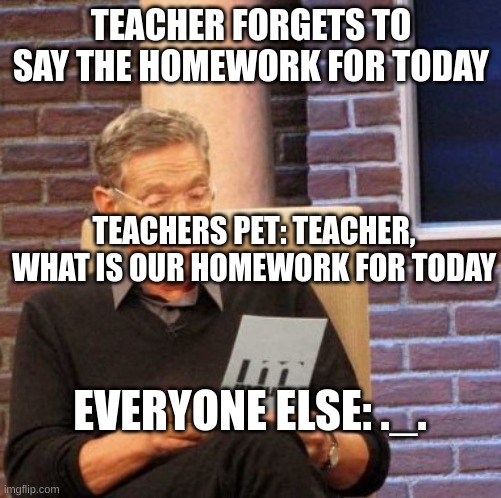 TEACHER FORGETS TO
SAY THE HOMEWORK FOR TODAY
TEACHERS PET: TEACHER,
WHAT IS OUR HOMEWORK FOR TODAY
EVERYONE ELSE: ._.
imgflip.com